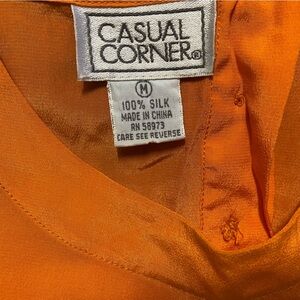 CASUAL
CORNER®
M
100% SILK
MADE IN CHINA
RN 58973
CARE SEE REVERSE